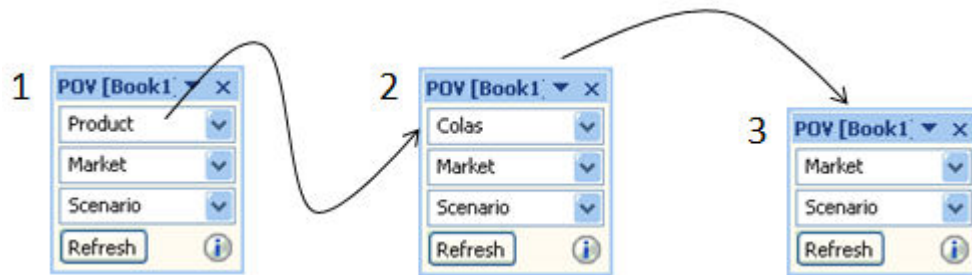 1
POV [Book1]
Product
Market
Scenario
Refresh
2
POV [Book1]
Colas
Market
Scenario
Refresh
3
POV [Book1]
Market
Scenario
Refresh